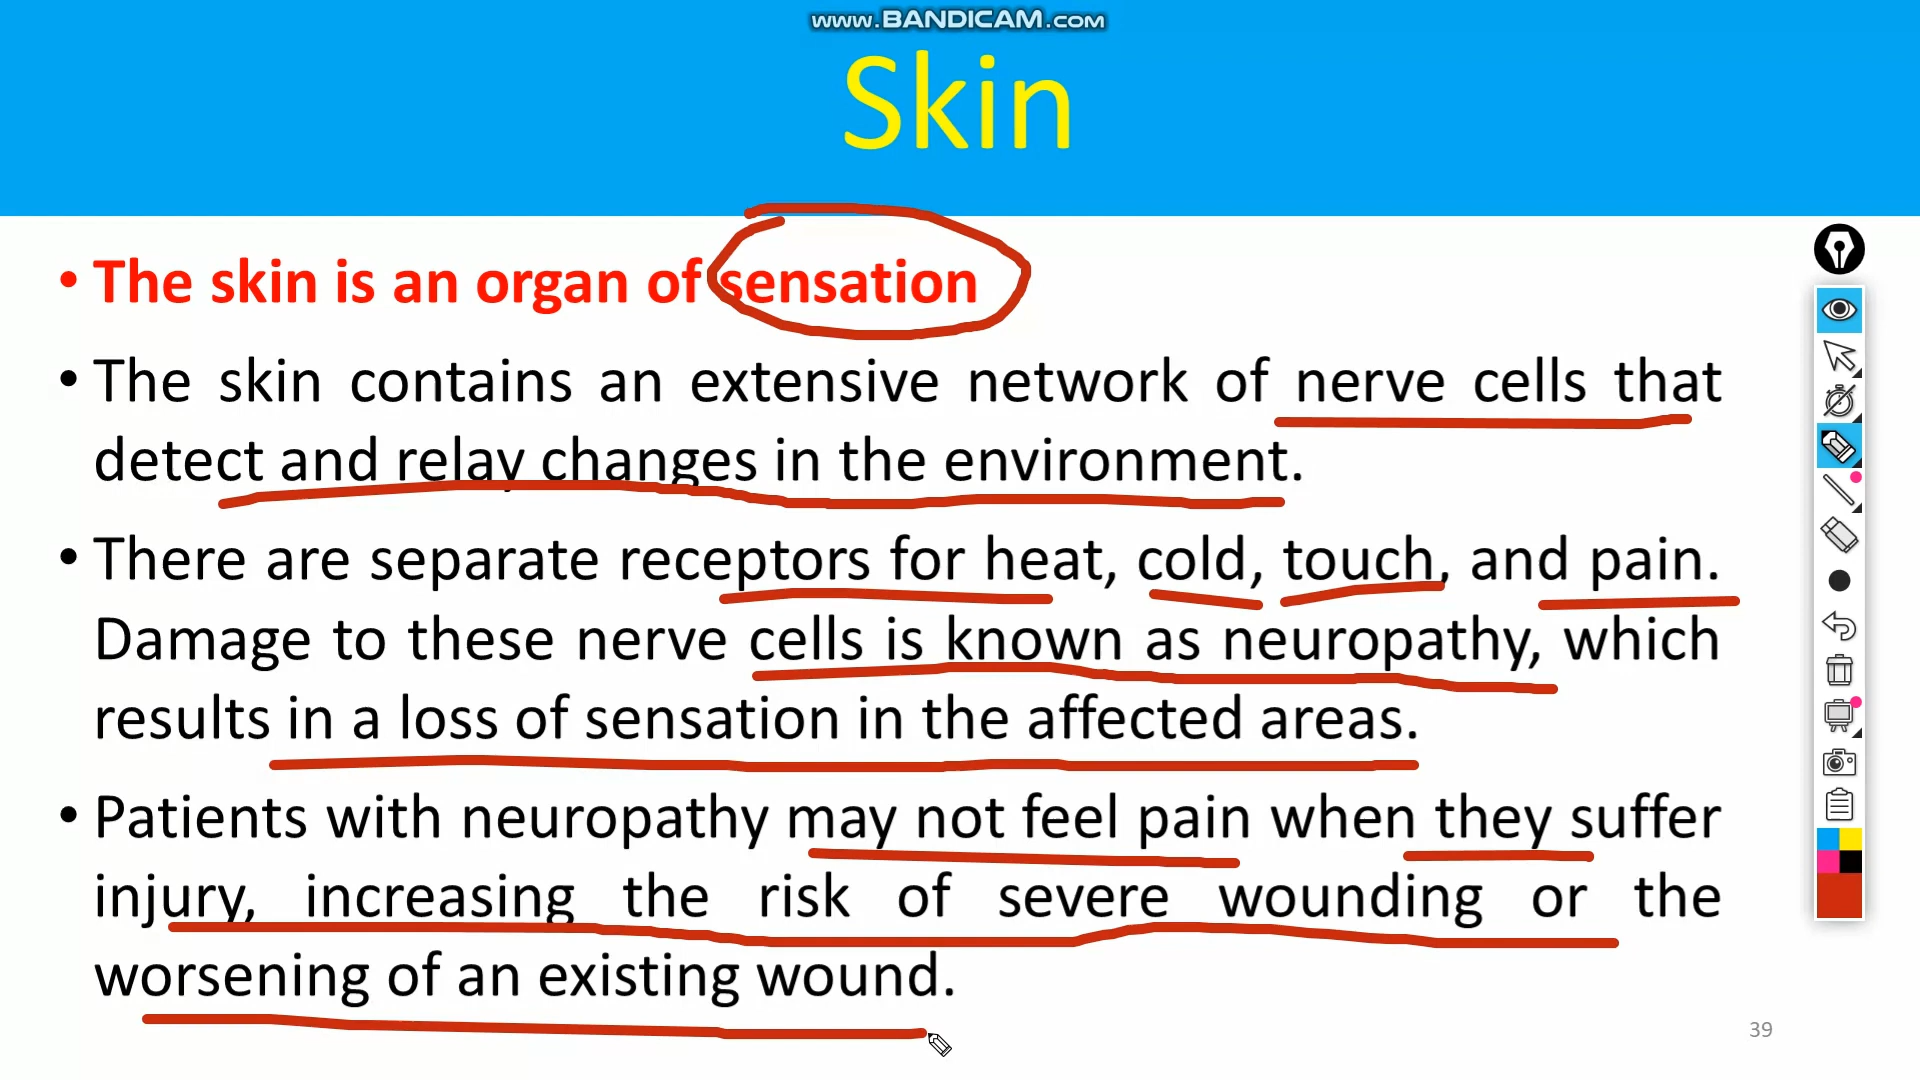 www.BANDICAM.com
Skin
• The skin is an organ of sensation
• The skin contains an extensive network of nerve cells that
detect and relay changes in the environment.
• There are separate receptors for heat, cold, touch, and pain.
Damage to these nerve cells is known as neuropathy, which
results in a loss of sensation in the affected areas.
• Patients with neuropathy may not feel pain when they suffer
injury, increasing the risk of severe wounding or the
worsening of an existing wound.
39